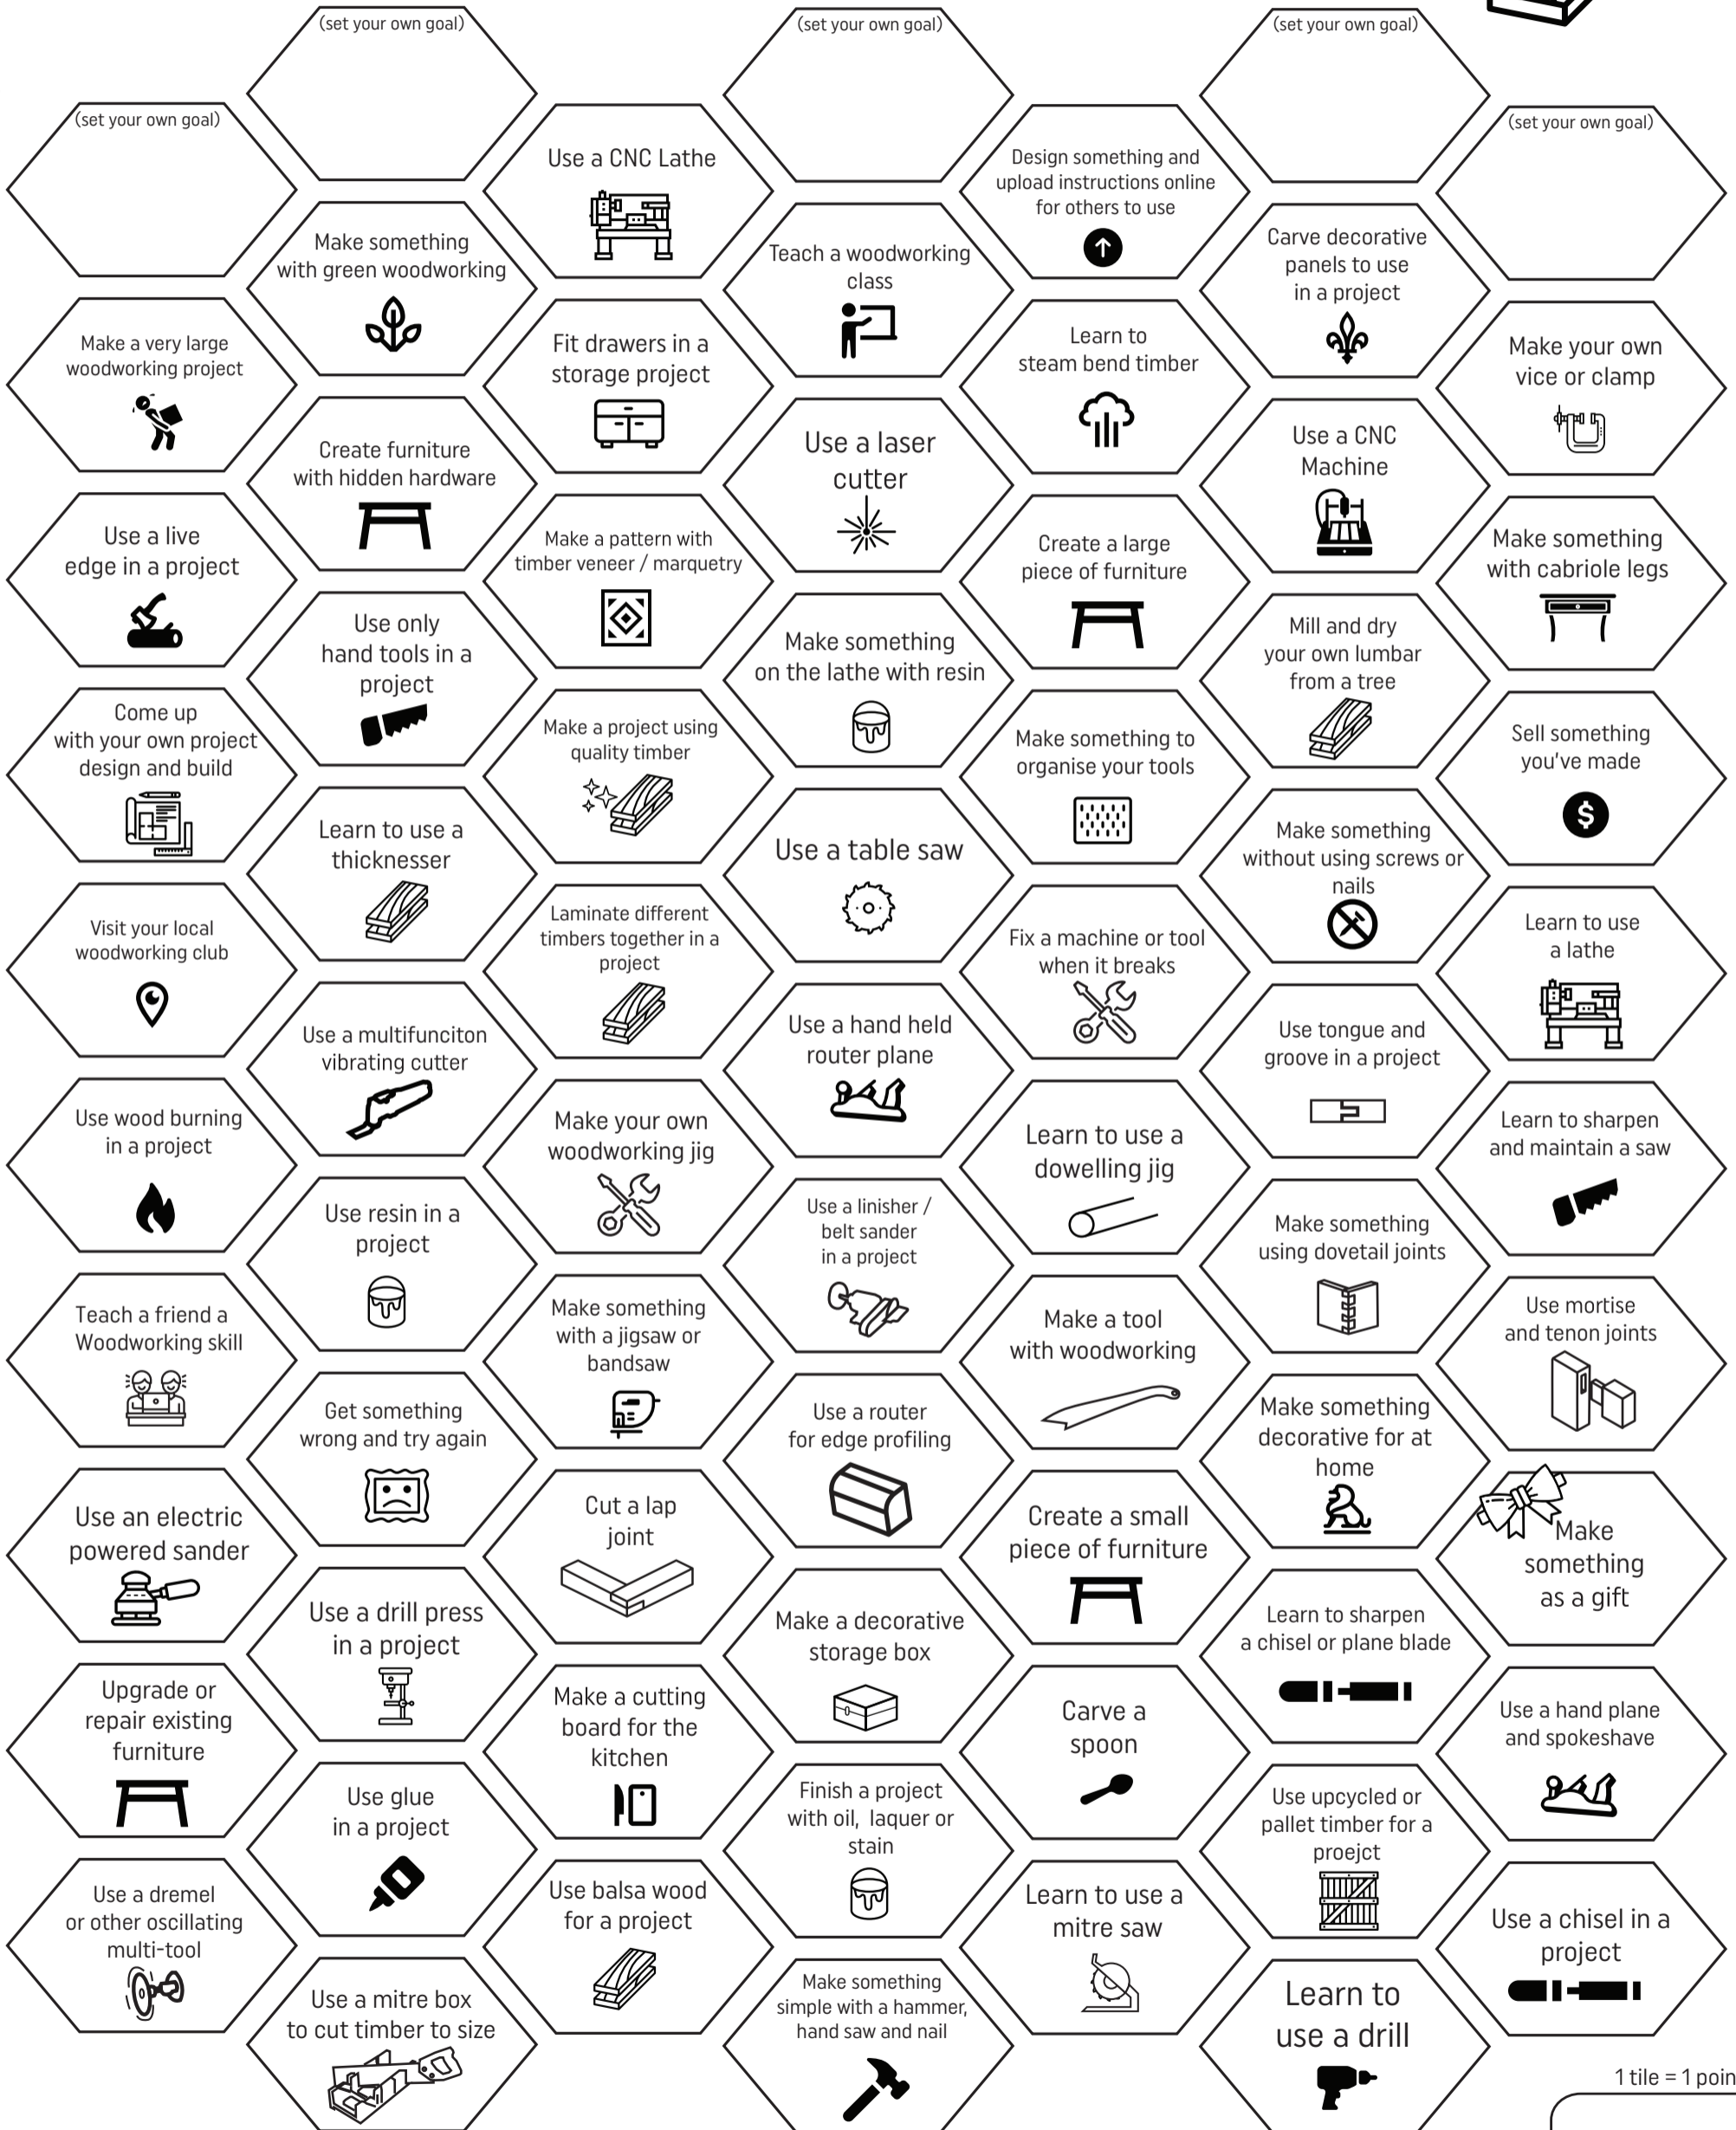 (set your own goal)
(set your own goal)
(set your own goal)
(set your own goal)
(set your own goal)
Use a CNC Lathe
Design something and
upload instructions online
for others to use
Make something
with green woodworking
Teach a woodworking
class
Carve decorative
panels to use
in a project
Make a very large
woodworking project
Fit drawers in a
storage project
Learn to
steam bend timber
Make your own
vice or clamp
Create furniture
with hidden hardware
Use a laser
cutter
Use a CNC
Machine
Use a live
edge in a project
Make a pattern with
timber veneer / marquetry
Create a large
piece of furniture
Make something
with cabriole legs
Use only
hand tools in a
project
Make something
on the lathe with resin
Mill and dry
your own lumbar
from a tree
Come up
with your own project
design and build
Make a project using
quality timber
Make something to
organise your tools
Sell something
you've made
Learn to use a
thicknesser
Use a table saw
Make something
without using screws or
nails
Visit your local
woodworking club
Laminate different
timbers together in a
project
Fix a machine or tool
when it breaks
Learn to use
a lathe
Use a multifunciton
vibrating cutter
Use a hand held
router plane
Use tongue and
groove in a project
Use wood burning
in a project
Make your own
woodworking jig
Learn to use a
dowelling jig
Learn to sharpen
and maintain a saw
Use resin in a
project
Use a linisher /
belt sander
in a project
Make something
using dovetail joints
Teach a friend a
Woodworking skill
Make something
with a jigsaw or
bandsaw
Make a tool
with woodworking
Use mortise
and tenon joints
Get something
wrong and try again
Use a router
for edge profiling
Make something
decorative for at
home
Use an electric
powered sander
Cut a lap
joint
Create a small
piece of furniture
Make
something
as a gift
Use a drill press
in a project
Make a decorative
storage box
Learn to sharpen
a chisel or plane blade
Upgrade or
repair existing
furniture
Make a cutting
board for the
kitchen
Carve a
spoon
Use a hand plane
and spokeshave
Use glue
in a project
Finish a project
with oil, laquer or
stain
Use upcycled or
pallet timber for a
proejct
Use a dremel
or other oscillating
multi-tool
Use balsa wood
for a project
Learn to use a
mitre saw
Use a chisel in a
project
Use a mitre box
to cut timber to size
Make something
simple with a hammer,
hand saw and nail
Learn to
use a drill
1 tile = 1 poin